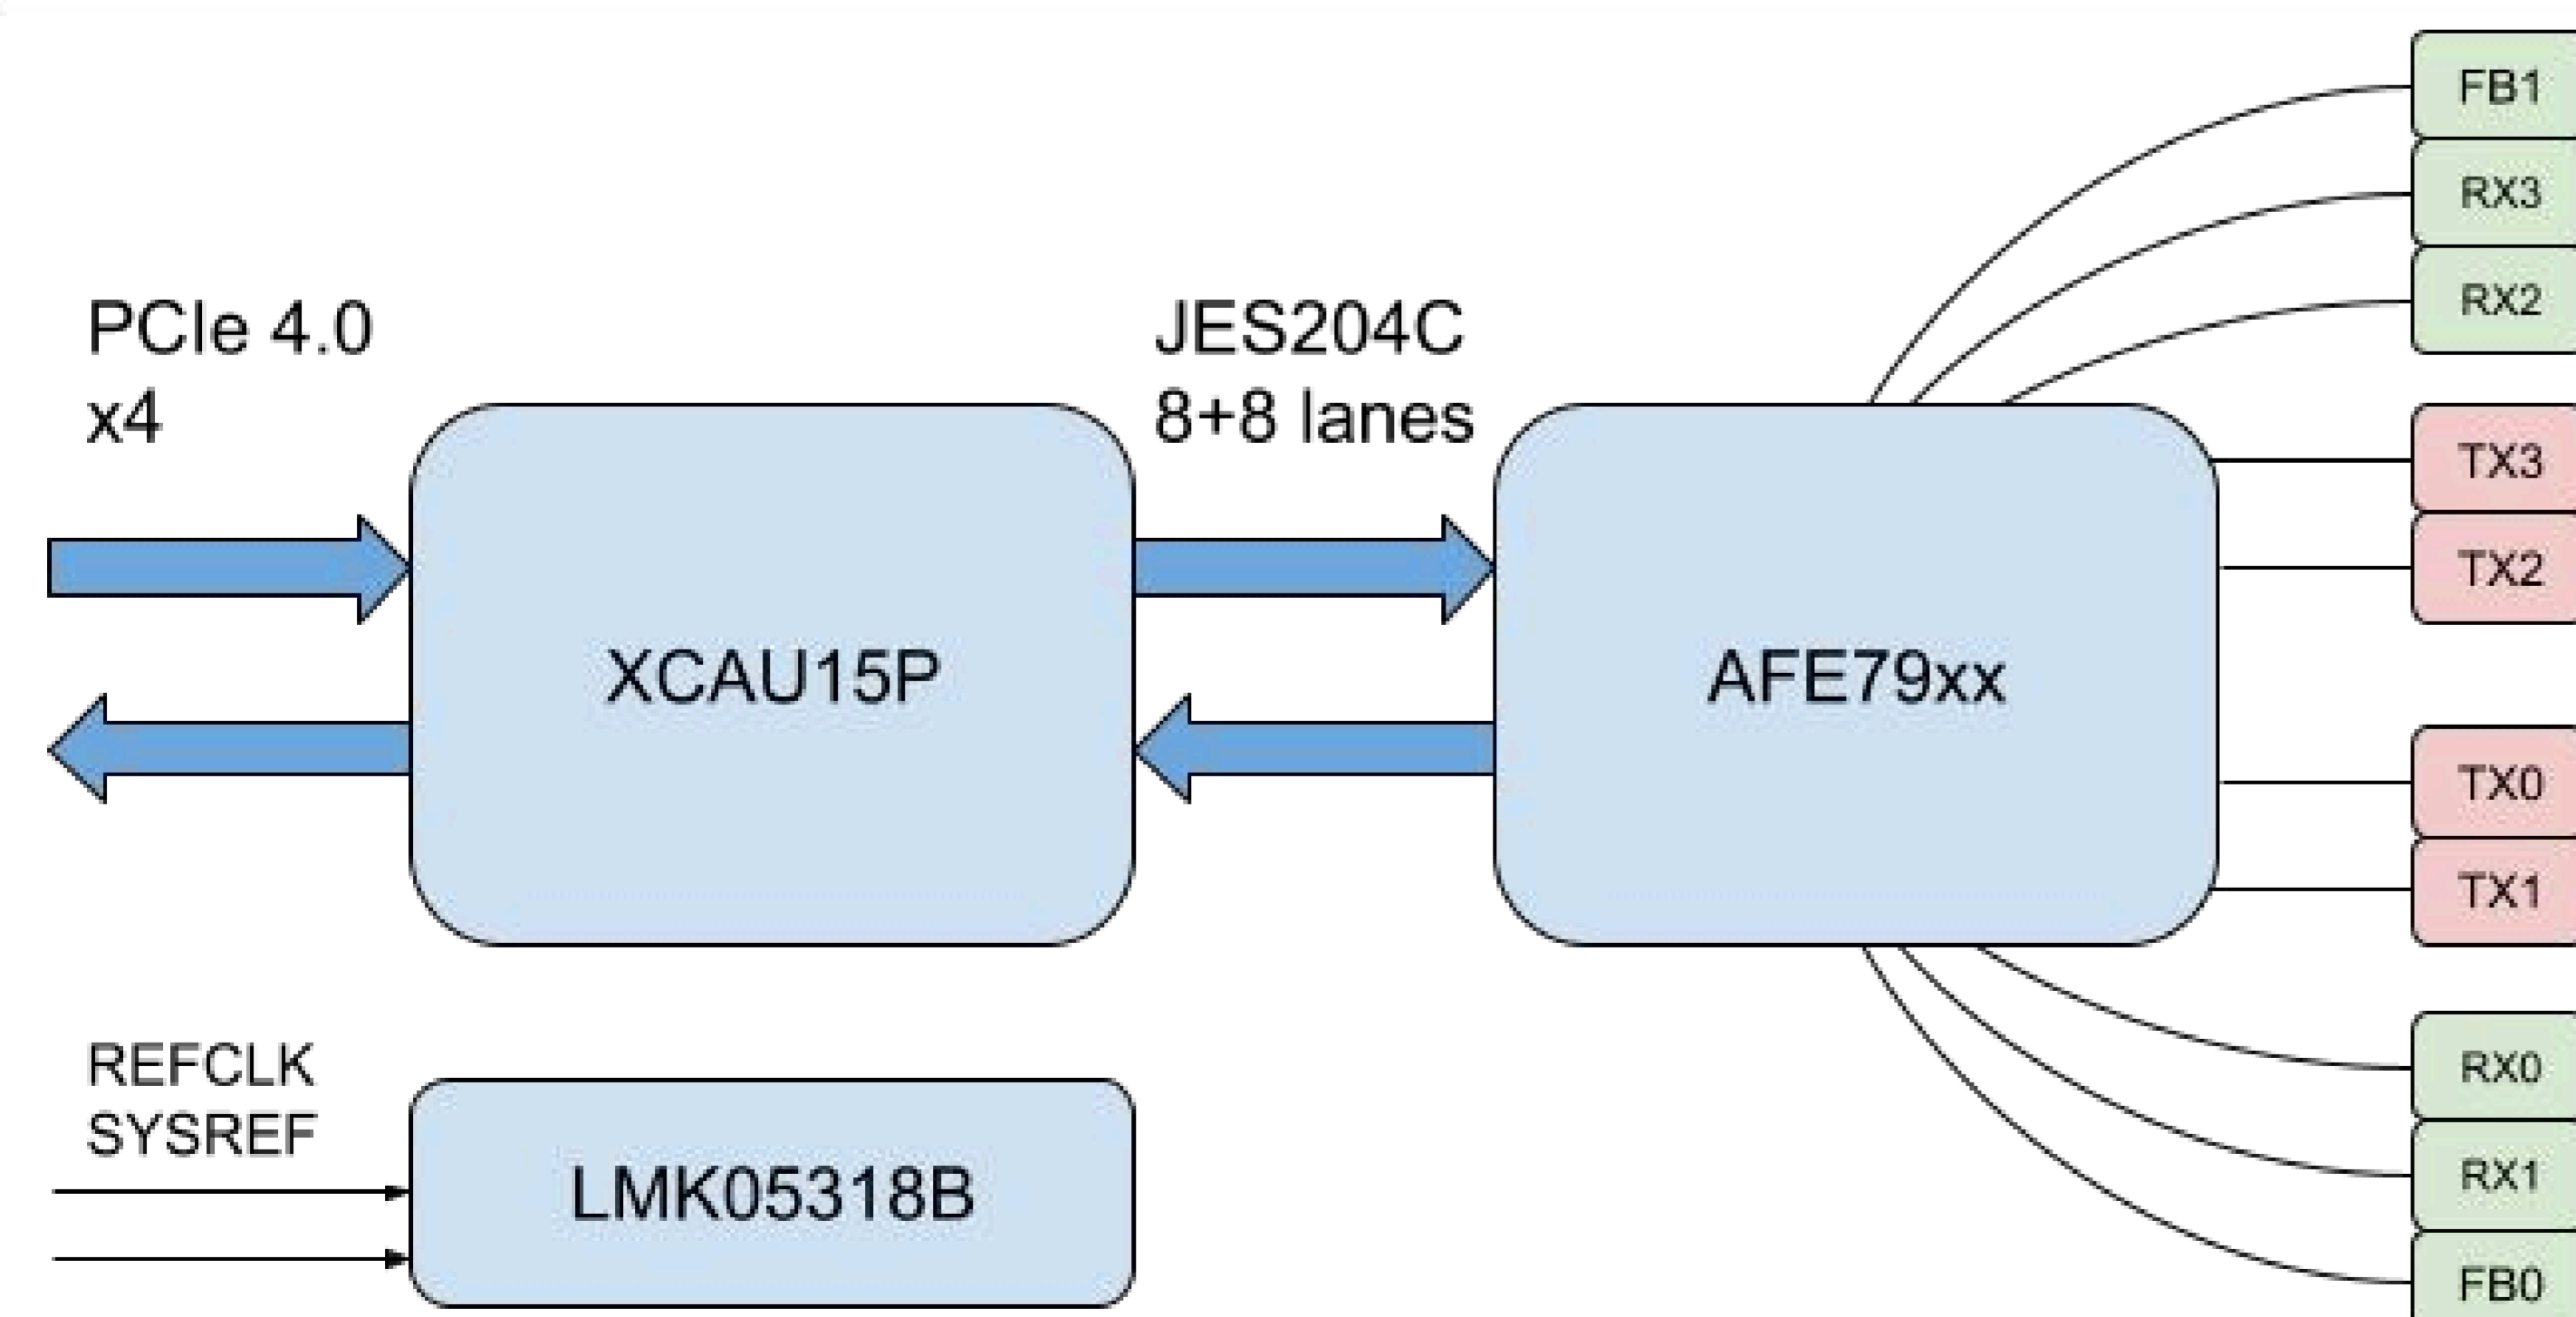 FB1
RX3
RX2
PCIe 4.0
x4
JES204C
8+8 lanes
TX3
TX2
XCAU15P
AFE79xx
TX0
TX1
REFCLK
SYSREF
LMK05318B
RX0
RX1
FB0